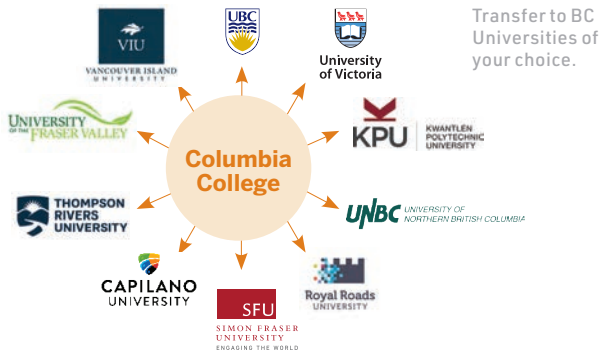 Transfer to BC
Universities of
your choice.
UBC
University
of Victoria
KPU
KWANTLEN
POLYTECHNIC
UNIVERSITY
UNBC
UNIVERSITY OF
NORTHERN BRITISH COLUMBIA
Royal Roads
UNIVERSITY
SFU
SIMON FRASER
UNIVERSITY
ENGAGING THE WORLD
CAPILANO
UNIVERSITY
THOMPSON
RIVERS
UNIVERSITY
UNIVERSITY
OF THE FRASER VALLEY
VIU
VANCOUVER ISLAND
UNIVERSITY
Columbia
College